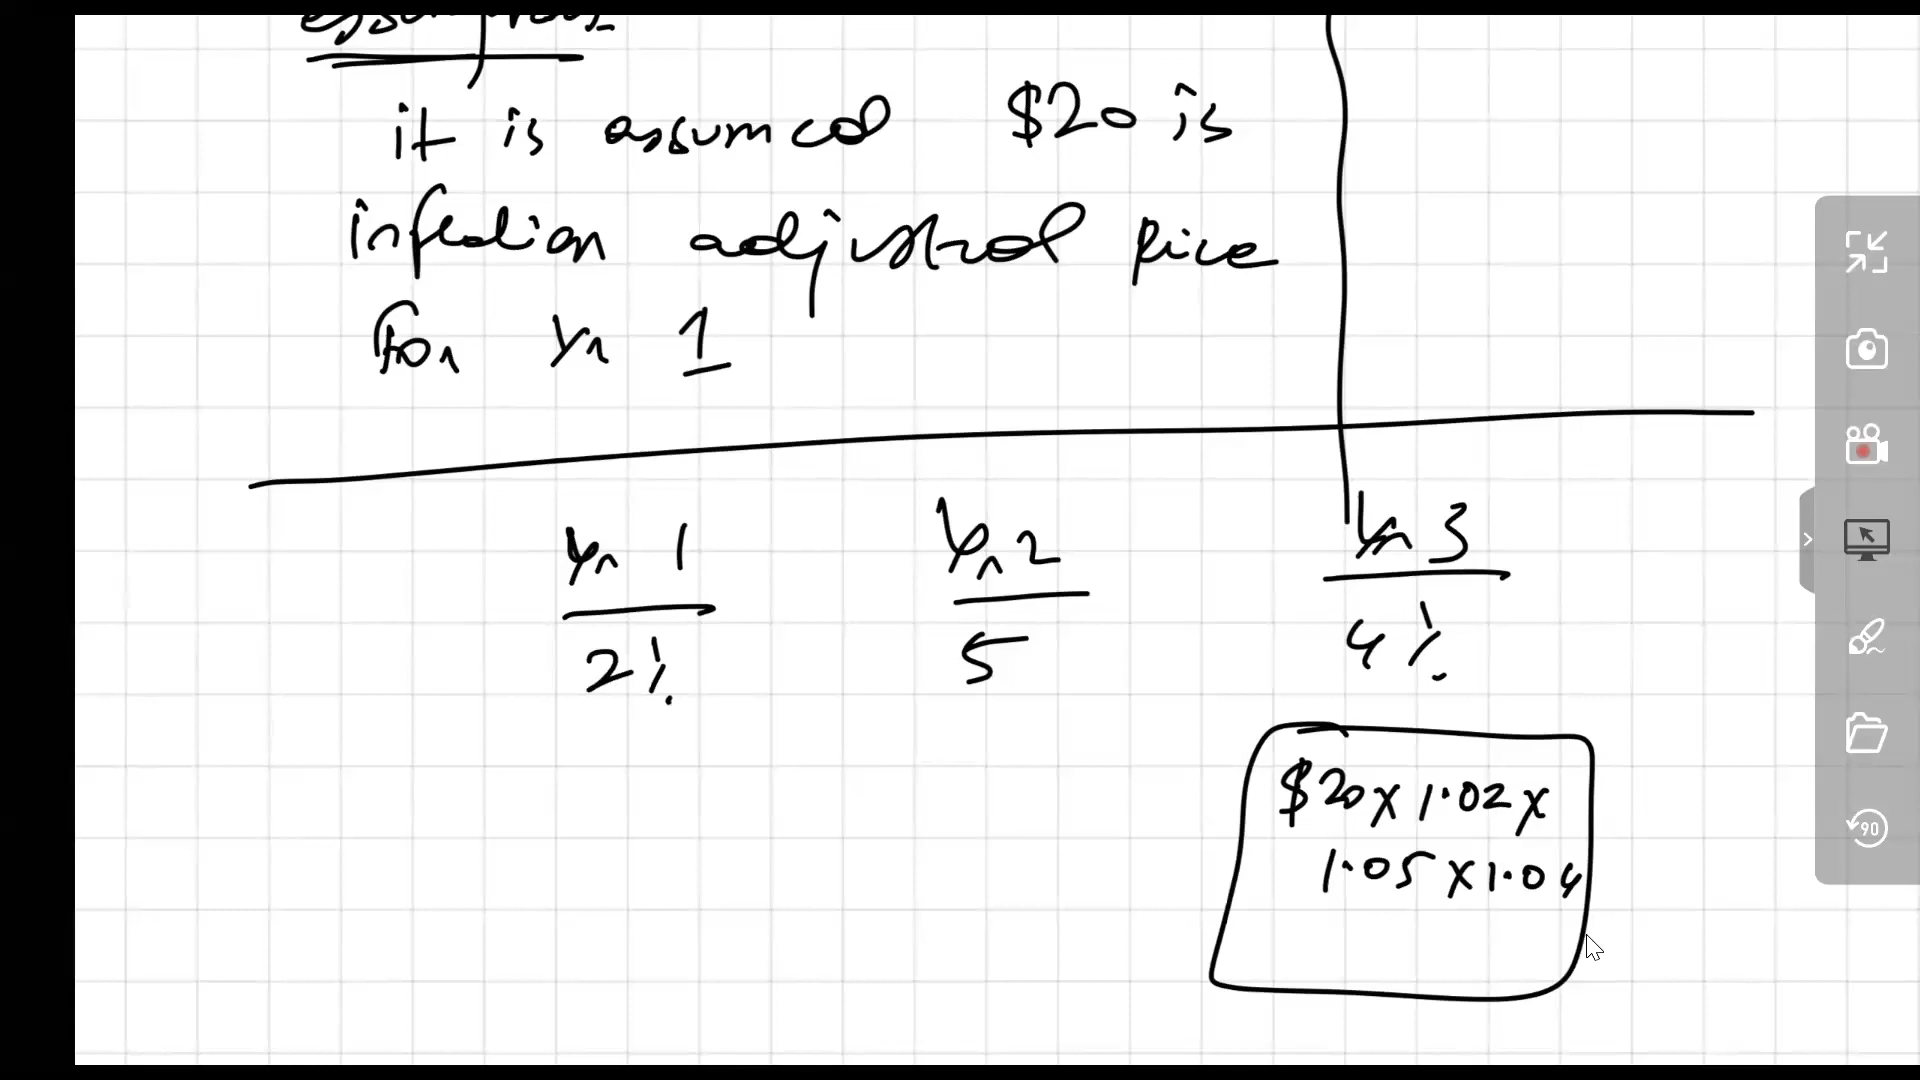 it is assumed $20 is
inflation adjusted price
for Yr 1
Yr 1 Yr 2 Yr 3
2% 5 4%
$20 x 1.02 x
1.05 x 1.04
90